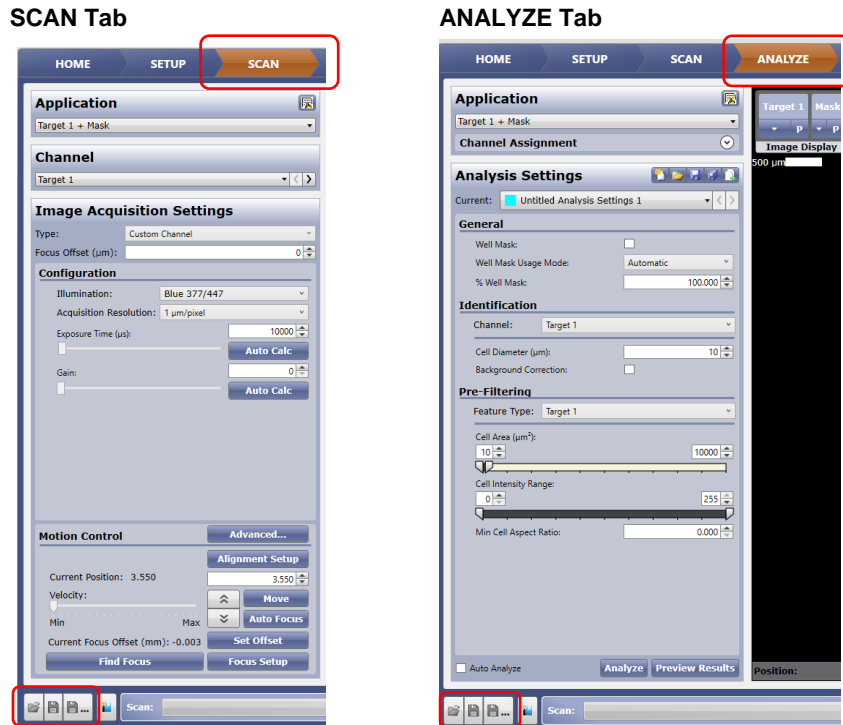 SCAN Tab
HOME SETUP SCAN
Application
Target 1 + Mask
Channel
Target 1
Image Acquisition Settings
Type: Custom Channel
Focus Offset (µm): 0
Configuration
Illumination: Blue 377/447
Acquisition Resolution: 1 µm/pixel
Exposure Time (µs): 10000
Auto Calc
Gain: 0
Auto Calc
Motion Control Advanced...
Alignment Setup
Current Position: 3.550 3.550
Velocity: Move
Min Max Auto Focus
Current Focus Offset (mm): -0.003 Set Offset
Find Focus Focus Setup
Scan:
ANALYZE Tab
HOME SETUP SCAN ANALYZE
Application
Target 1 + Mask
Channel Assignment
Analysis Settings
Current: Untitled Analysis Settings 1
General
Well Mask:
Well Mask Usage Mode: Automatic
% Well Mask: 100.000
Identification
Channel: Target 1
Cell Diameter (µm): 10
Background Correction:
Pre-Filtering
Feature Type: Target 1
Cell Area (µm²):
10 10000
Cell Intensity Range:
0 255
Min Cell Aspect Ratio: 0.000
Auto Analyze Analyze Preview Results
Scan:
Target 1 Mask
P P
Image Display
500 µm
Position: